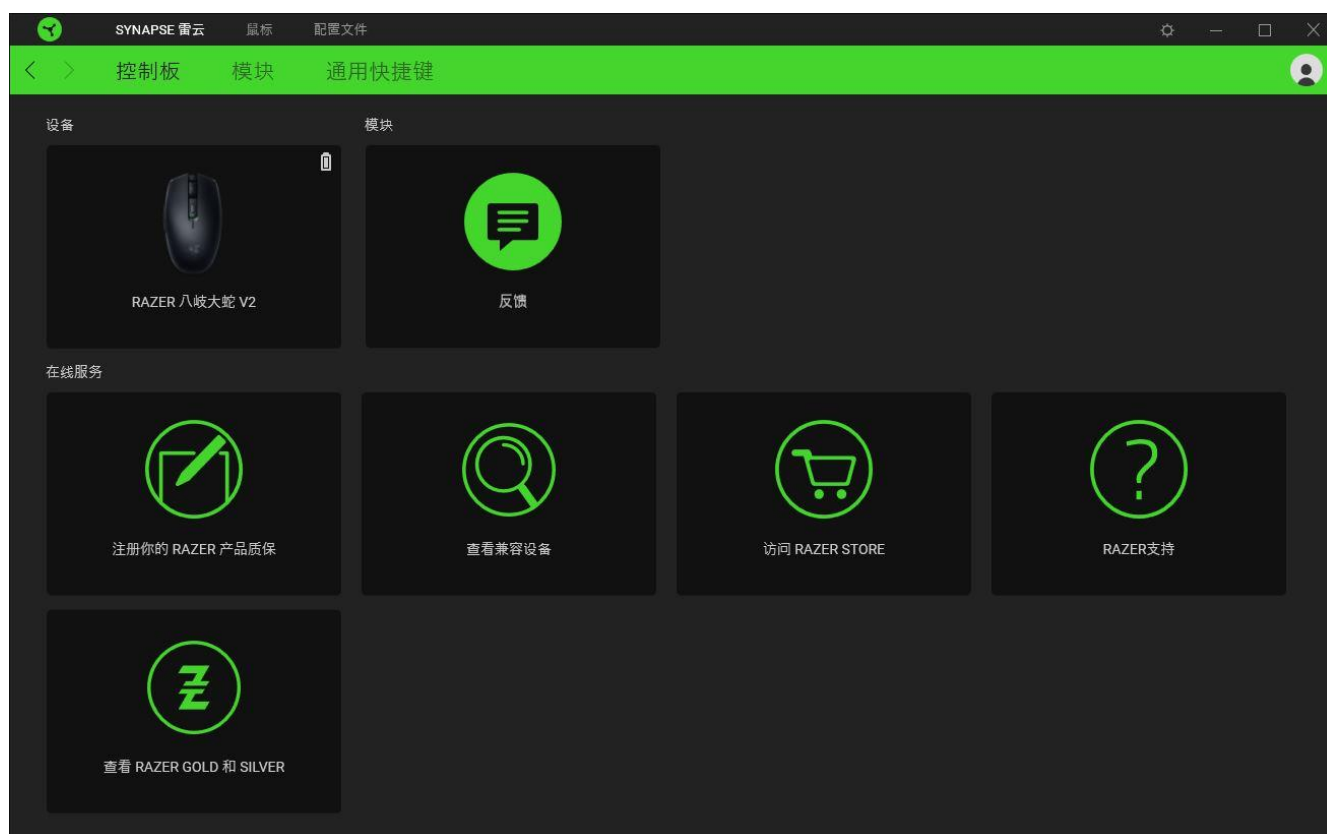 SYNAPSE 雷云 鼠标 配置文件
控制板 模块 通用快捷键
设备 模块
RAZER 八岐大蛇 V2 反馈
在线服务
注册你的 RAZER 产品质保 查看兼容设备 访问 RAZER STORE RAZER支持
查看 RAZER GOLD 和 SILVER